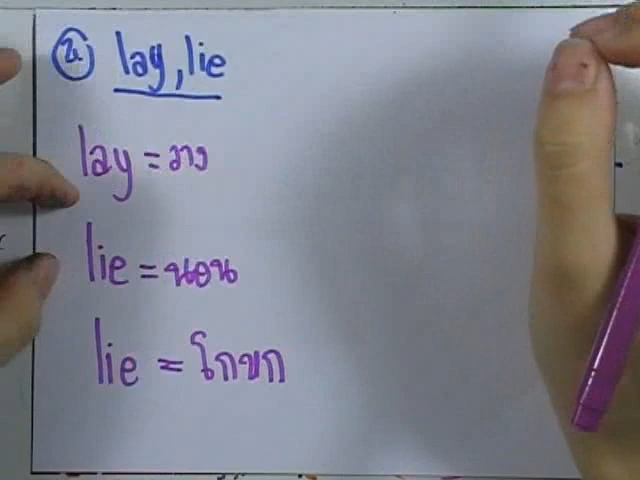 2 lay, lie
lay = วาง
lie = นอน
lie = โกหก